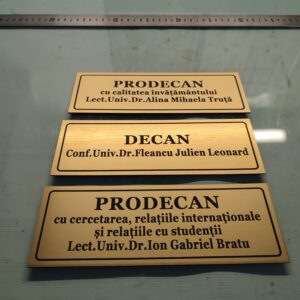 PRODECAN
cu calitatea învățământului
Lect.Univ.Dr.Alina Mihaela Truță
DECAN
Conf.Univ.Dr.Fleancu Julien Leonard
PRODECAN
cu cercetarea, relațiile internaționale
și relațiile cu studenții
Lect.Univ.Dr.Ion Gabriel Bratu